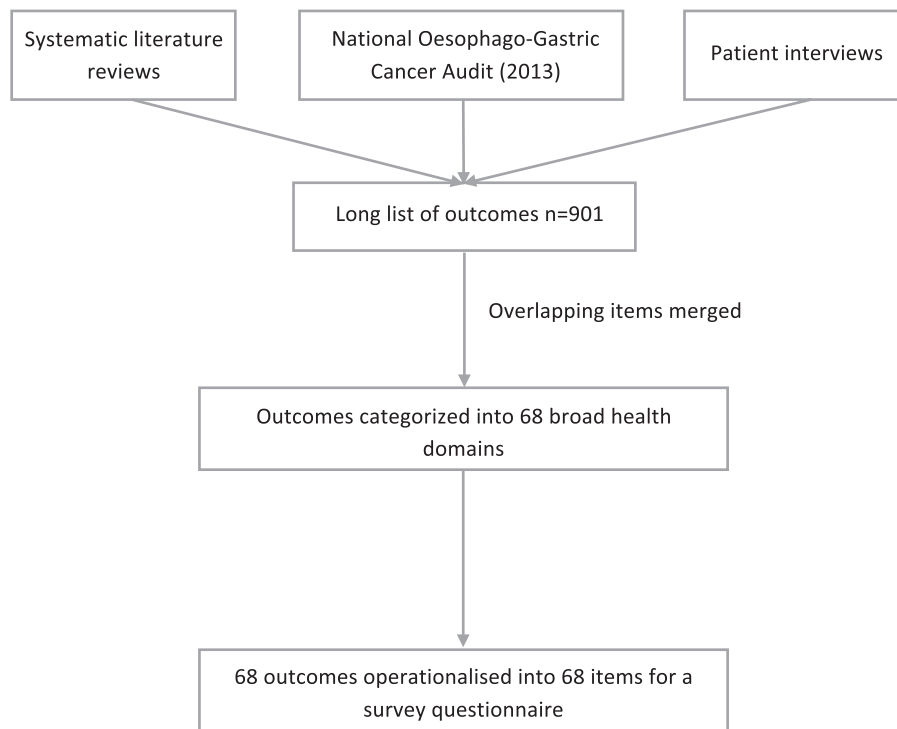 Systematic literature
reviews
National Oesophago-Gastric
Cancer Audit (2013)
Patient interviews
Long list of outcomes n=901
Overlapping items merged
Outcomes categorized into 68 broad health
domains
68 outcomes operationalised into 68 items for a
survey questionnaire